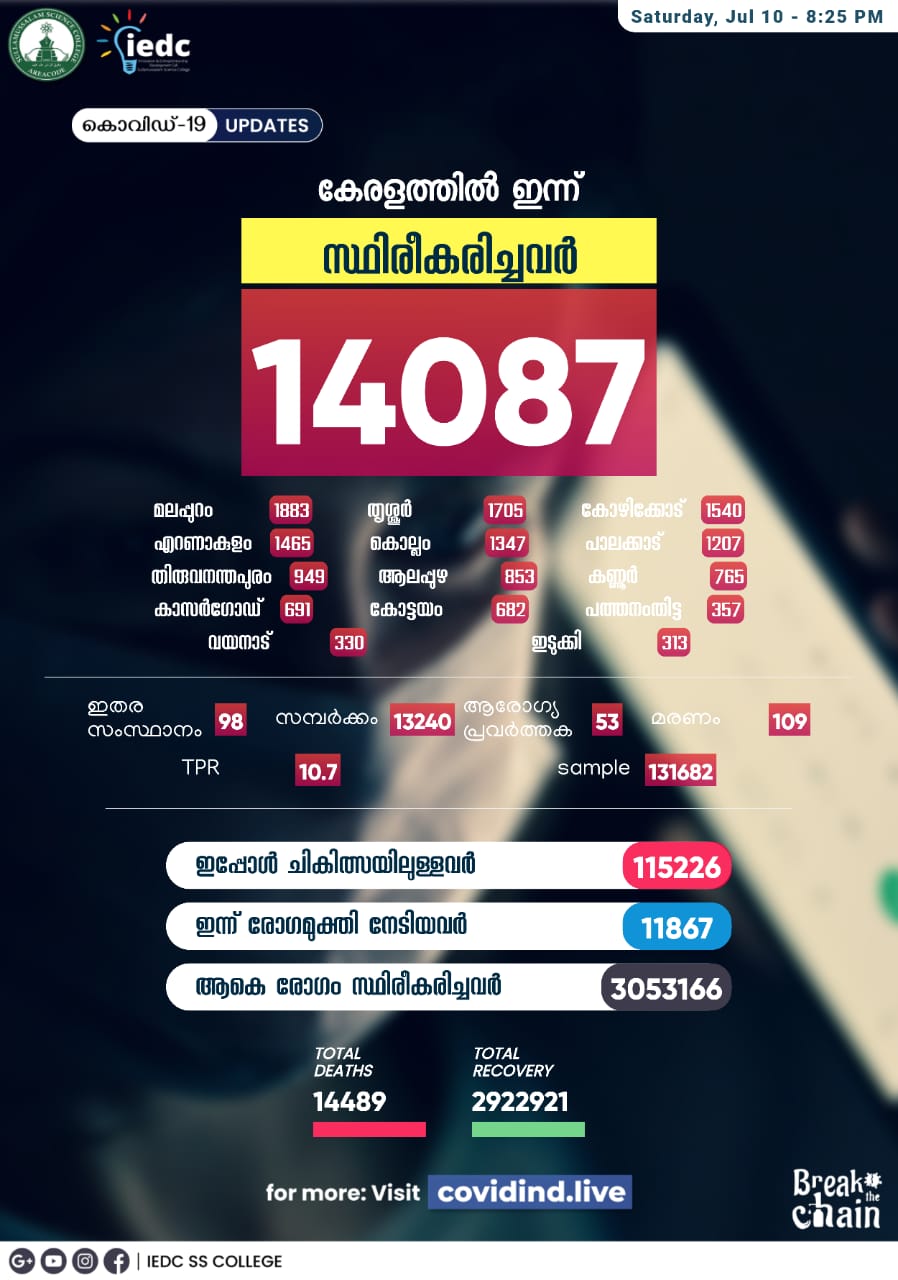 Saturday, Jul 10 - 8:25 PM
SULLAMUSSALAM SCIENCE COLLEGE
AREACODE
iedc
കൊവിഡ്-19 UPDATES
കേരളത്തിൽ ഇന്ന്
സ്ഥിരീകരിച്ചവർ
14087
മലപ്പുറം 1883 തൃശ്ശൂർ 1705 കോഴിക്കോട് 1540
എറണാകുളം 1465 കൊല്ലം 1347 പാലക്കാട് 1207
തിരുവനന്തപുരം 949 ആലപ്പുഴ 853 കണ്ണൂർ 765
കാസർഗോഡ് 691 കോട്ടയം 682 പത്തനംതിട്ട 357
വയനാട് 330 ഇടുക്കി 313
ഇതര സംസ്ഥാനം 98 സമ്പർക്കം 13240 ആരോഗ്യ പ്രവർത്തക 53 മരണം 109
TPR 10.7 sample 131682
ഇപ്പോൾ ചികിത്സയിലുള്ളവർ 115226
ഇന്ന് രോഗമുക്തി നേടിയവർ 11867
ആകെ രോഗം സ്ഥിരീകരിച്ചവർ 3053166
TOTAL DEATHS
14489
TOTAL RECOVERY
2922921
for more: Visit covidind.live
Break the chain
IEDC SS COLLEGE